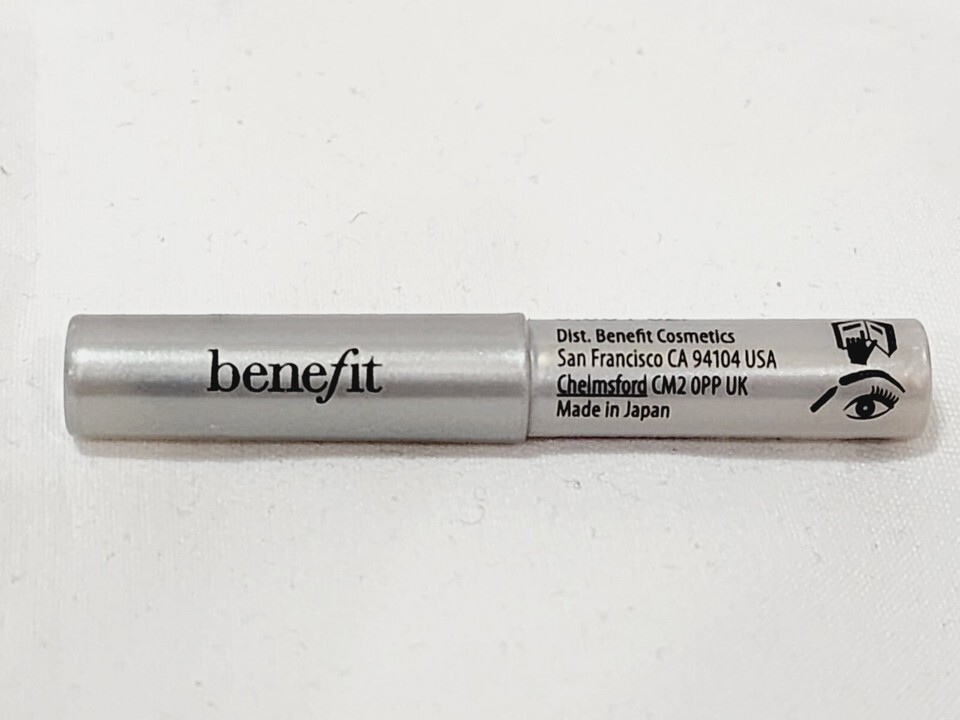 benefit
Dist. Benefit Cosmetics
San Francisco CA 94104 USA
Chelmsford CM2 0PP UK
Made in Japan